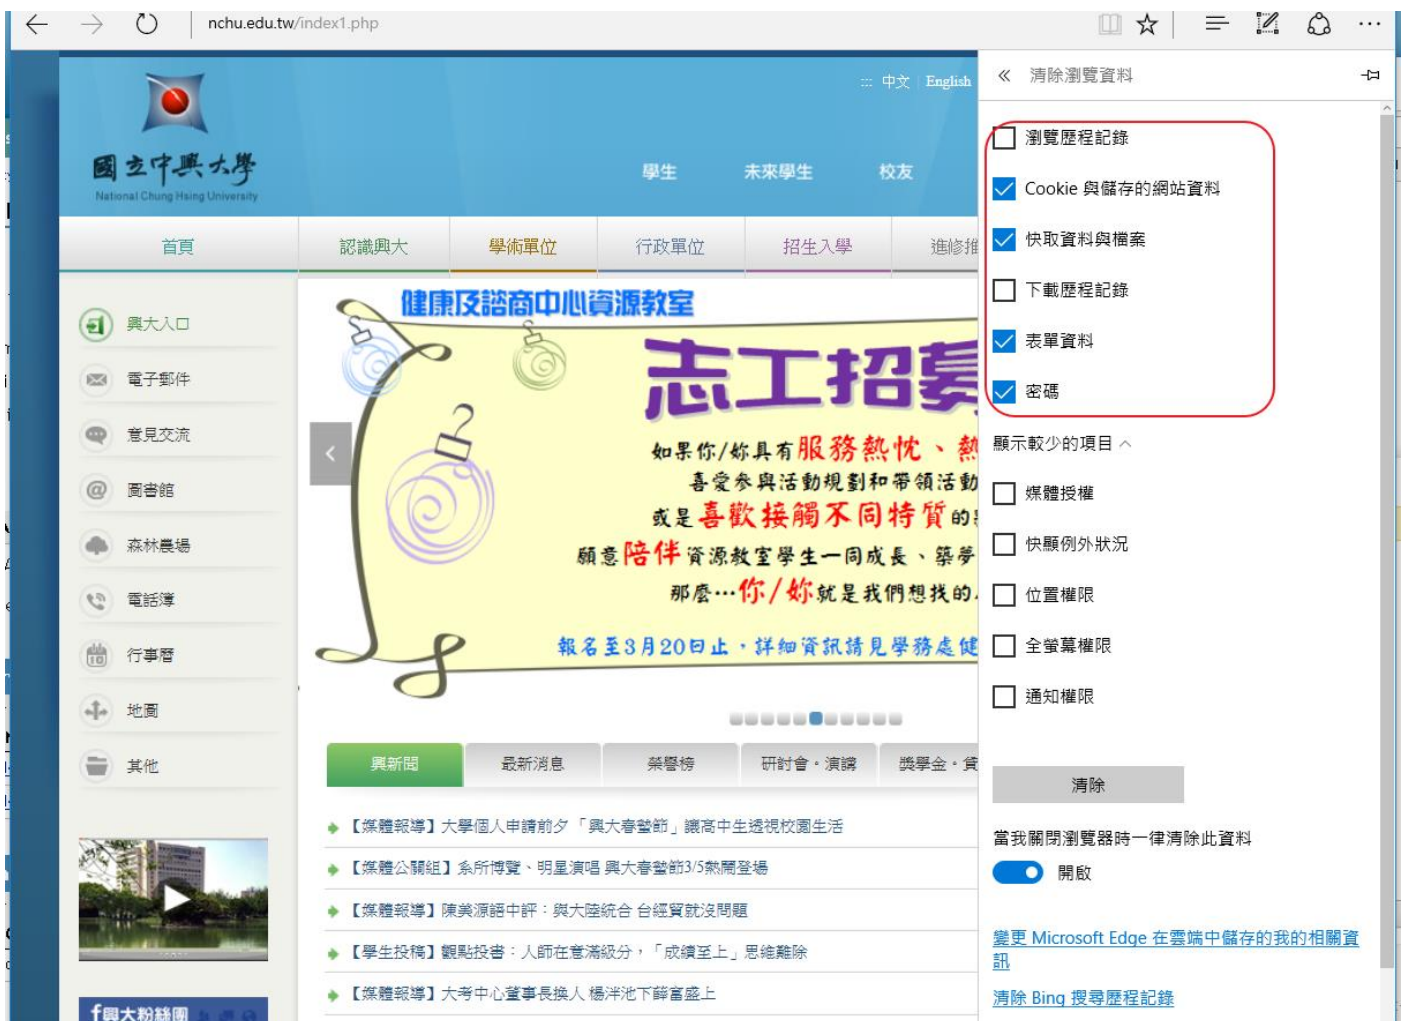 nchu.edu.tw/index1.php
::: 中文 | English
國立中興大學
National Chung Hsing University
學生 未來學生 校友
首頁 認識興大 學術單位 行政單位 招生入學 進修推
興大入口
電子郵件
意見交流
圖書館
森林農場
電話簿
行事曆
地圖
其他
f興大粉絲團
健康及諮商中心資源教室
志工招募
如果你/妳具有服務熱忱、熱
喜愛參與活動規劃和帶領活動
或是喜歡接觸不同特質的
願意陪伴資源教室學生一同成長、築夢
那麼…你/妳就是我們想找的
報名至3月20日止,詳細資訊請見學務處健
興新聞 最新消息 榮譽榜 研討會。演講 獎學金。貸
【媒體報導】大學個人申請前夕 「興大春蟄節」讓高中生透視校園生活
【媒體公關組】系所博覽、明星演唱 興大春蟄節3/5熱鬧登場
【媒體報導】陳美源語中評:與大陸統合 台經貿就沒問題
【學生投稿】觀點投書:人師在意滿級分,「成績至上」思維難除
【媒體報導】大考中心董事長換人 楊泮池下薛富盛上
« 清除瀏覽資料
瀏覽歷程記錄
Cookie 與儲存的網站資料
快取資料與檔案
下載歷程記錄
表單資料
密碼
顯示較少的項目
媒體授權
快顯例外狀況
位置權限
全螢幕權限
通知權限
清除
當我關閉瀏覽器時一律清除此資料
開啟
變更 Microsoft Edge 在雲端中儲存的我的相關資
訊
清除 Bing 搜尋歷程記錄